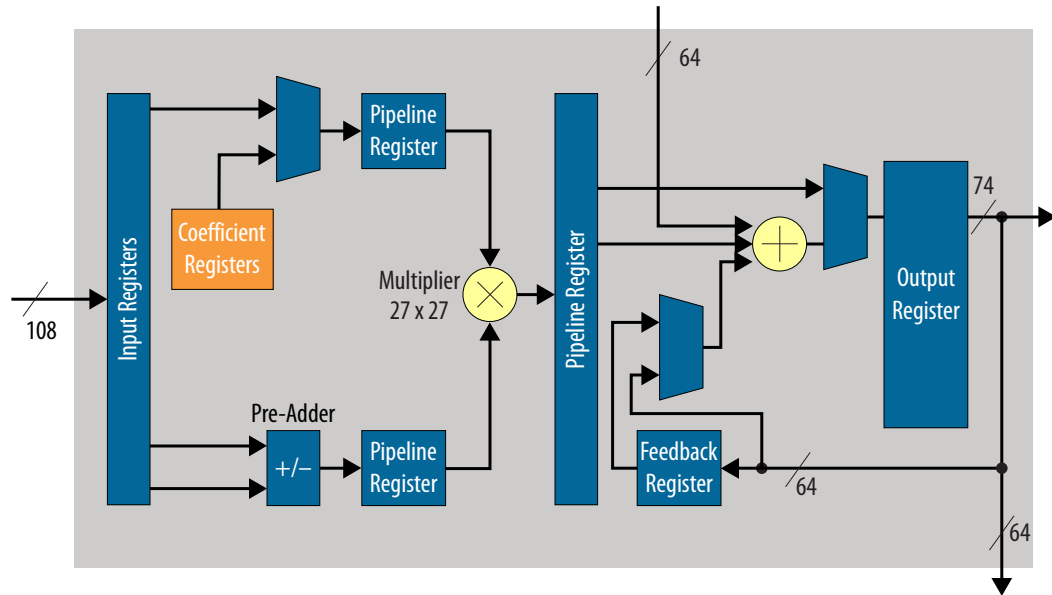 64
Pipeline
Register
74
Coefficient
Registers
Input Registers
Multiplier
27 x 27
Pipeline Register
Output
Register
108
Pre-Adder
+/−
Pipeline
Register
Feedback
Register
64
64